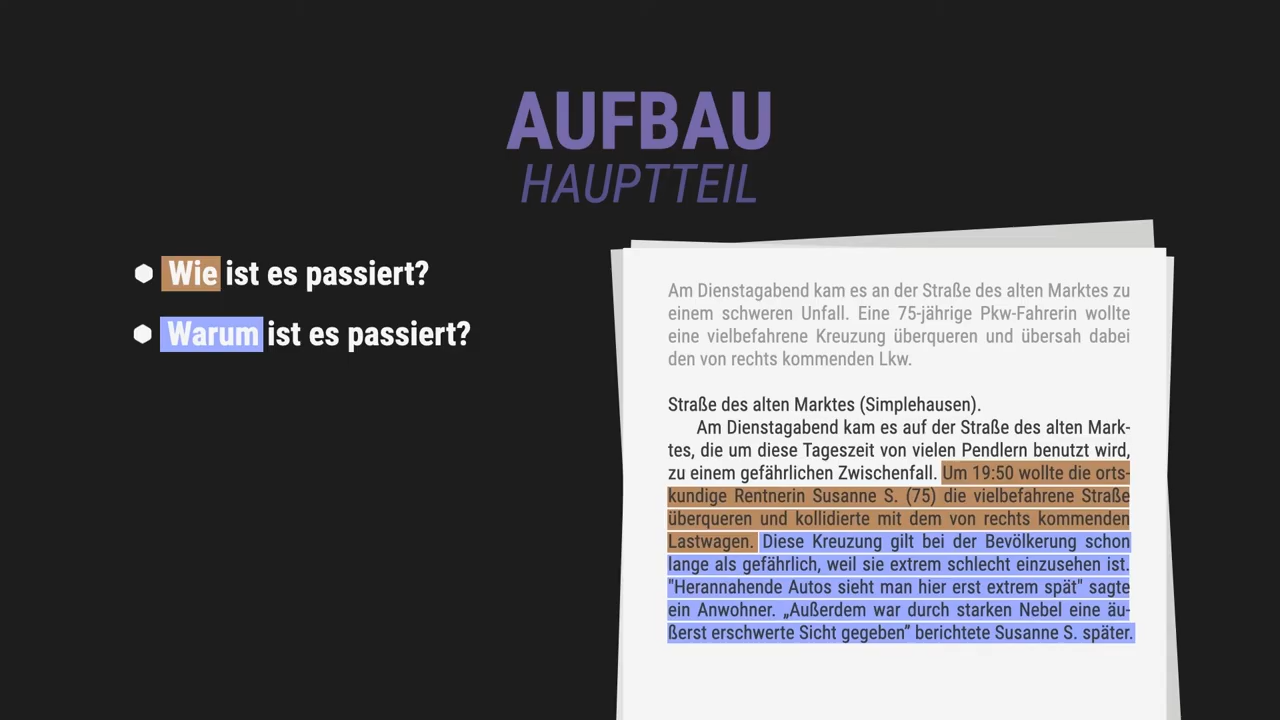 AUFBAU
HAUPTTEIL
Wie ist es passiert?
Warum ist es passiert?
Am Dienstagabend kam es an der Straße des alten Marktes zu
einem schweren Unfall. Eine 75-jährige Pkw-Fahrerin wollte
eine vielbefahrene Kreuzung überqueren und übersah dabei
den von rechts kommenden Lkw.
Straße des alten Marktes (Simplehausen).
Am Dienstagabend kam es auf der Straße des alten Mark-
tes, die um diese Tageszeit von vielen Pendlern benutzt wird,
zu einem gefährlichen Zwischenfall. Um 19:50 wollte die orts-
kundige Rentnerin Susanne S. (75) die vielbefahrene Straße
überqueren und kollidierte mit dem von rechts kommenden
Lastwagen. Diese Kreuzung gilt bei der Bevölkerung schon
lange als gefährlich, weil sie extrem schlecht einzusehen ist.
"Herannahende Autos sieht man hier erst extrem spät" sagte
ein Anwohner. „Außerdem war durch starken Nebel eine äu-
ßerst erschwerte Sicht gegeben” berichtete Susanne S. später.